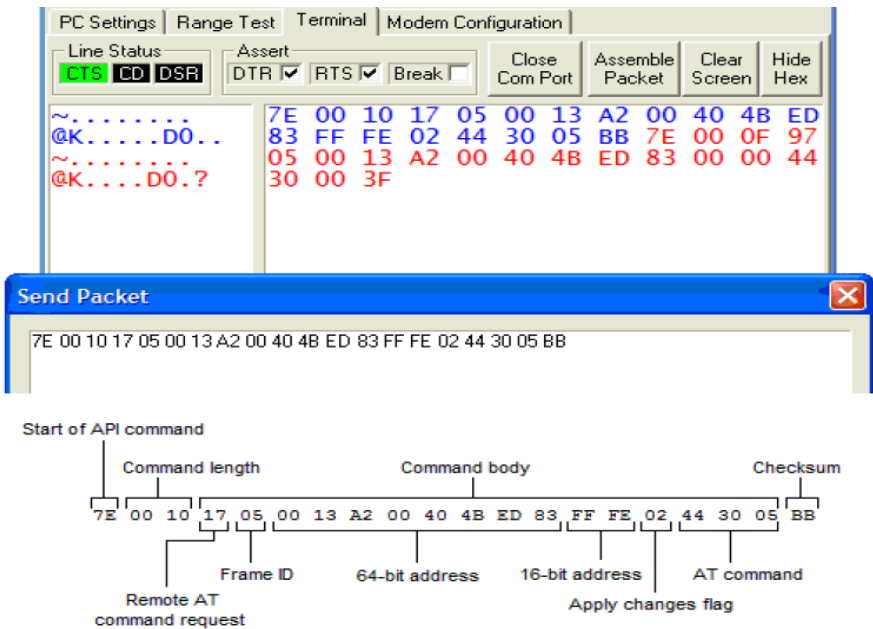 PC Settings Range Test Terminal Modem Configuration
Line Status Assert
CTS CD DSR DTR RTS Break Close Com Port Assemble Packet Clear Screen Hide Hex
~........ 7E 00 10 17 05 00 13 A2 00 40 4B ED
@K.....D0.. 83 FF FE 02 44 30 05 BB 7E 00 0F 97
~........ 05 00 13 A2 00 40 4B ED 83 00 00 44
@K....D0.? 30 00 3F
Send Packet
7E 00 10 17 05 00 13 A2 00 40 4B ED 83 FF FE 02 44 30 05 BB
Start of API command
Command length Command body Checksum
7E 00 10 17 05 00 13 A2 00 40 4B ED 83 FF FE 02 44 30 05 BB
Frame ID 64-bit address 16-bit address AT command
Remote AT command request Apply changes flag